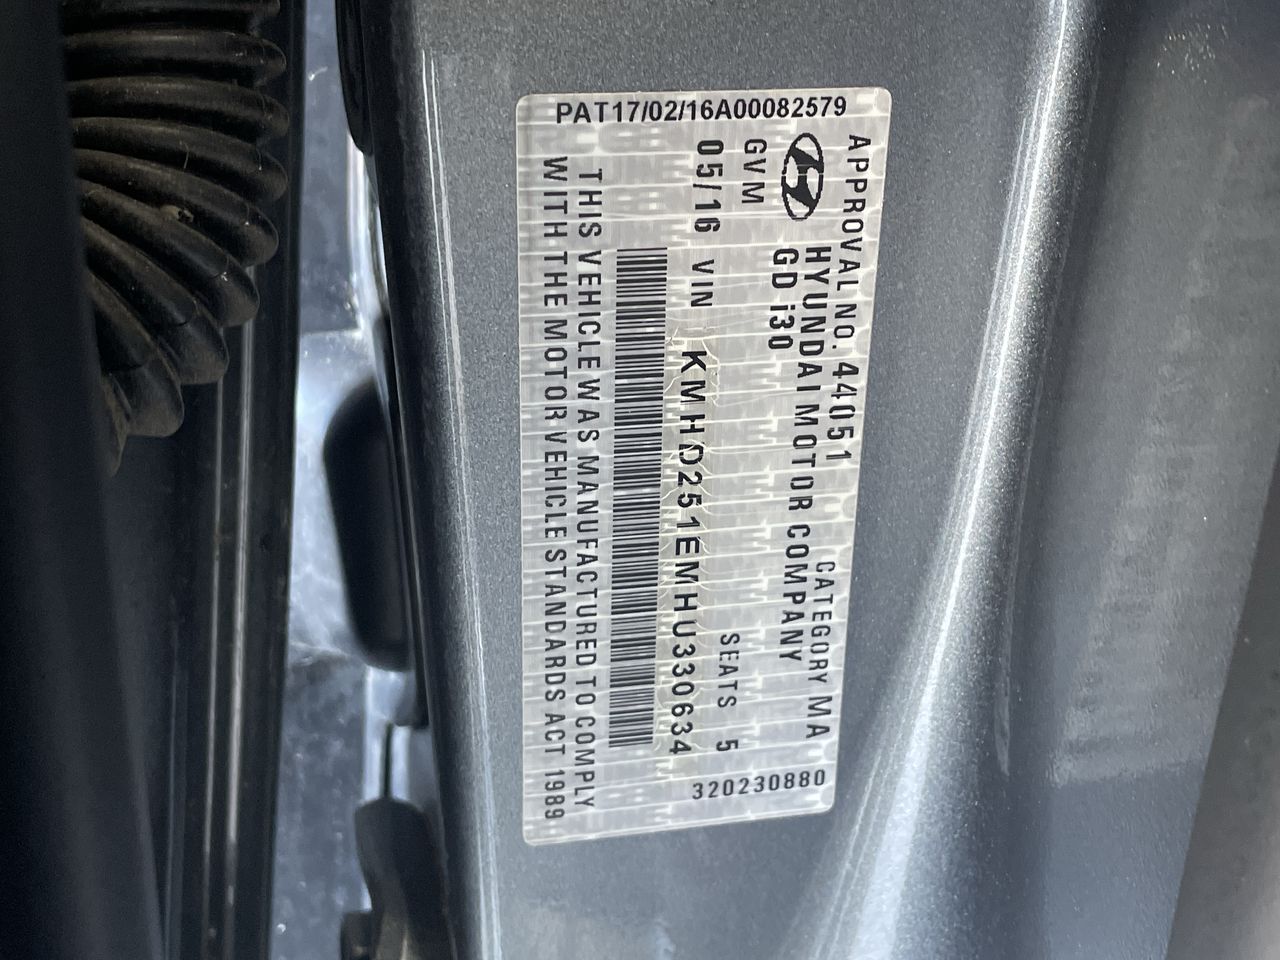 PAT17/02/16A00082579
APPROVAL NO. 44051 CATEGORY MA
HYUNDAI MOTOR COMPANY
GD i30
GVM SEATS 5
05/16 VIN KMHD251EMHU330634
THIS VEHICLE WAS MANUFACTURED TO COMPLY
WITH THE MOTOR VEHICLE STANDARDS ACT 1989
320230880